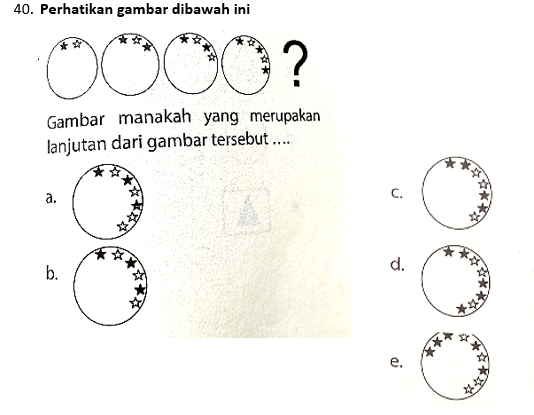 40. Perhatikan gambar dibawah ini
?
Gambar manakah yang merupakan
lanjutan dari gambar tersebut ....
a.
b.
c.
d.
e.